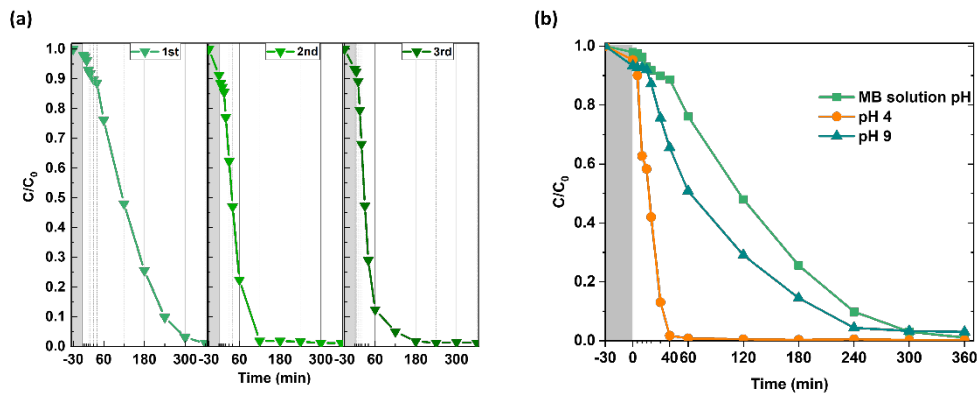 (a)
1st
2nd
3rd
C/C0
1.0
0.9
0.8
0.7
0.6
0.5
0.4
0.3
0.2
0.1
0.0
-30 60 180 300 -30 60 180 300 -30 60 180 300
Time (min)
(b)
MB solution pH
pH 4
pH 9
C/C0
1.0
0.8
0.6
0.4
0.2
0.0
-30 0 40 60 120 180 240 300 360
Time (min)